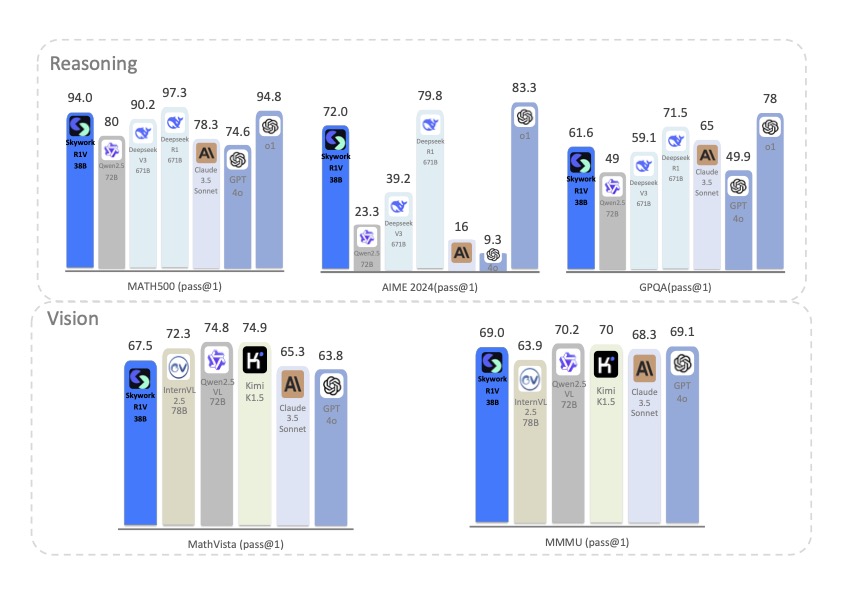 Reasoning
94.0
80
90.2
97.3
78.3
74.6
94.8
Skywork
R1V
38B
Qwen2.5
72B
Deepseek
V3
671B
Deepseek
R1
671B
Claude
3.5
Sonnet
GPT
4o
o1
MATH500 (pass@1)
72.0
23.3
39.2
79.8
16
9.3
83.3
Skywork
R1V
38B
Qwen2.5
72B
Deepseek
V3
671B
Deepseek
R1
671B
4o
o1
AIME 2024(pass@1)
61.6
49
59.1
71.5
65
49.9
78
Skywork
R1V
38B
Qwen2.5
72B
Deepseek
V3
671B
Deepseek
R1
671B
Claude
3.5
Sonnet
GPT
4o
o1
GPQA(pass@1)
Vision
67.5
72.3
74.8
74.9
65.3
63.8
Skywork
R1V
38B
InternVL
2.5
78B
Qwen2.5
VL
72B
Kimi
K1.5
Claude
3.5
Sonnet
GPT
4o
MathVista (pass@1)
69.0
63.9
70.2
70
68.3
69.1
Skywork
R1V
38B
InternVL
2.5
78B
Qwen2.5
VL
72B
Kimi
K1.5
Claude
3.5
Sonnet
GPT
4o
MMMU (pass@1)